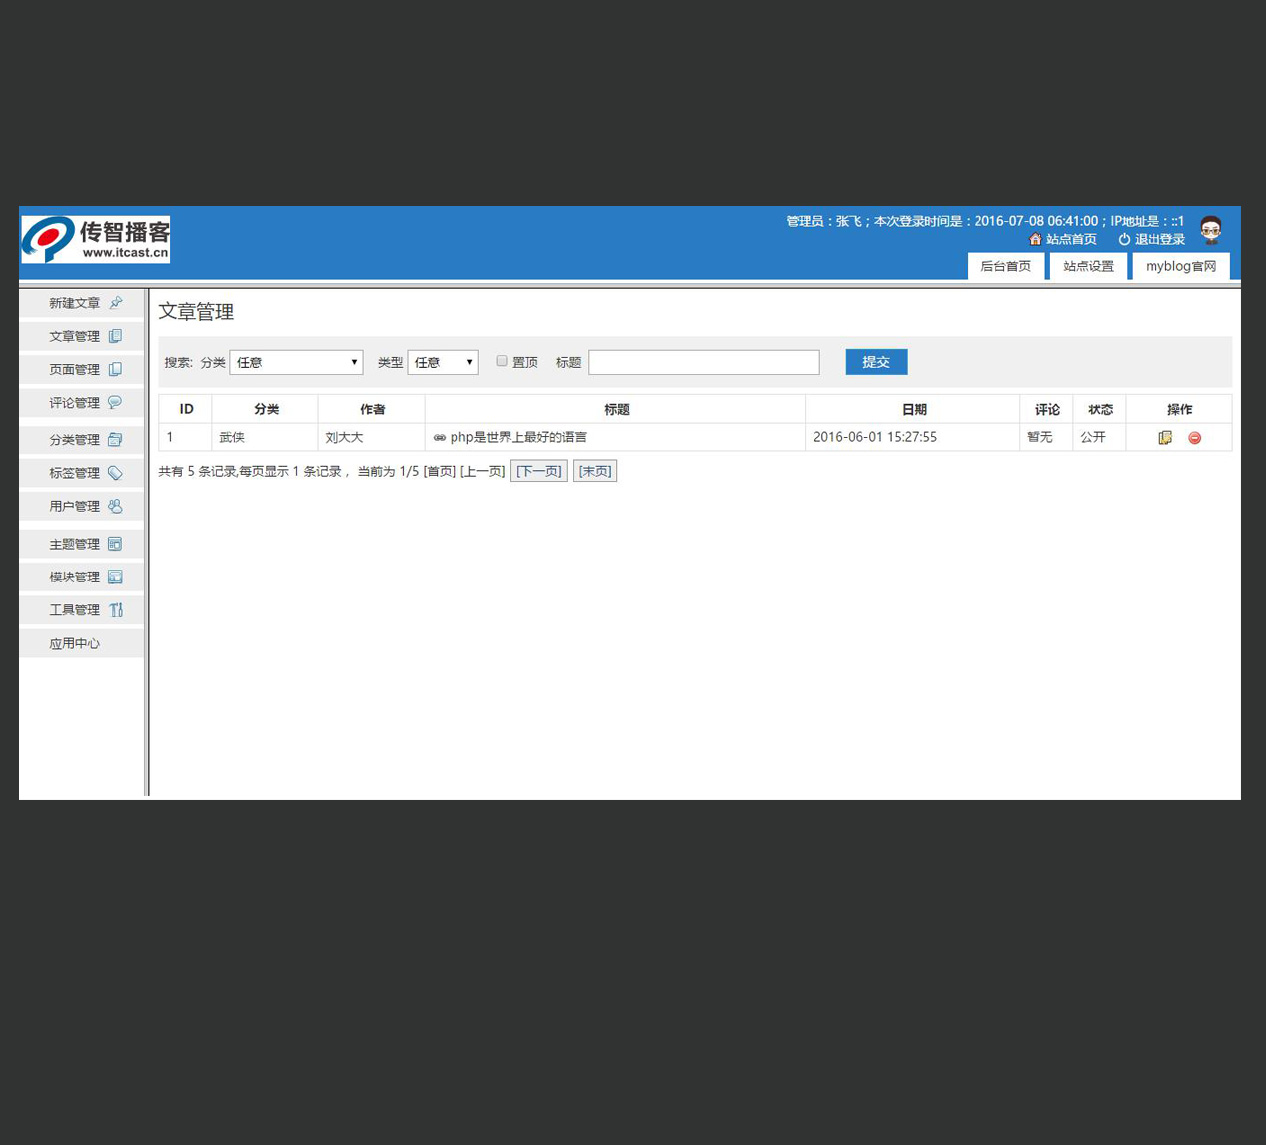 传智播客
www.itcast.cn
管理员：张飞；本次登录时间是：2016-07-08 06:41:00；IP地址是：::1
站点首页 退出登录
后台首页 站点设置 myblog官网
新建文章
文章管理
页面管理
评论管理
分类管理
标签管理
用户管理
主题管理
模块管理
工具管理
应用中心
文章管理
搜索: 分类 任意 类型 任意 置顶 标题 提交
ID 分类 作者 标题 日期 评论 状态 操作
1 武侠 刘大大 php是世界上最好的语言 2016-06-01 15:27:55 暂无 公开
共有 5 条记录,每页显示 1 条记录， 当前为 1/5 [首页] [上一页] [下一页] [末页]